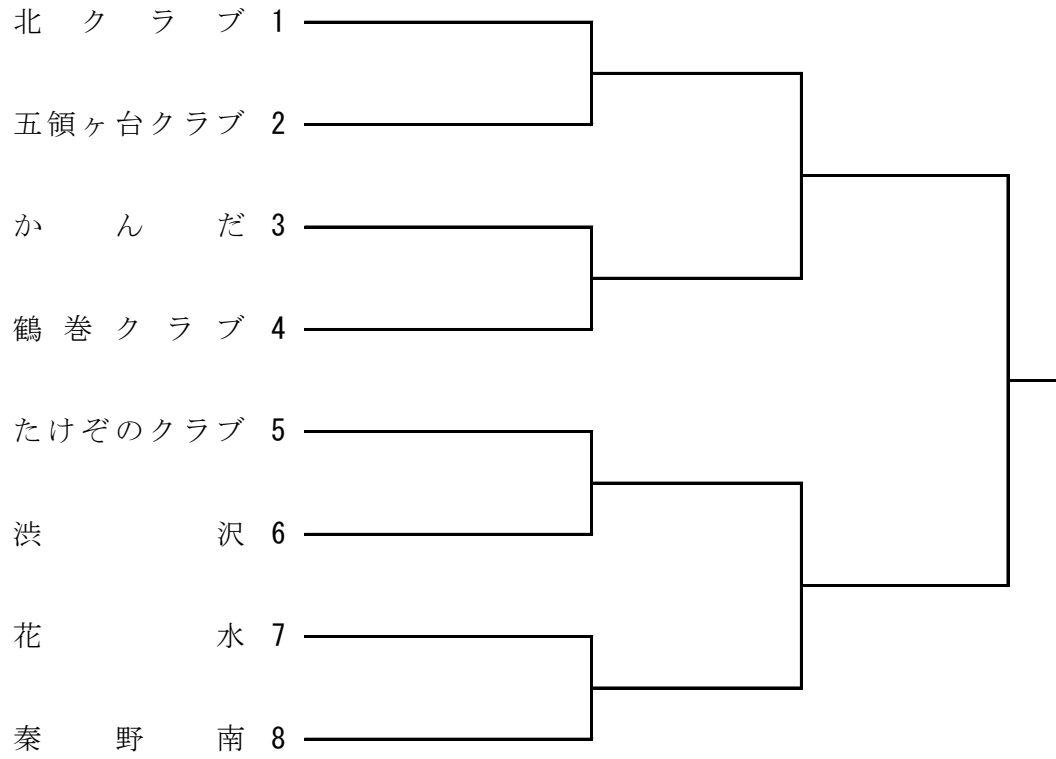 北クラブ 1
五領ヶ台クラブ 2
かんだ 3
鶴巻クラブ 4
たけぞのクラブ 5
渋沢 6
花水 7
秦野南 8